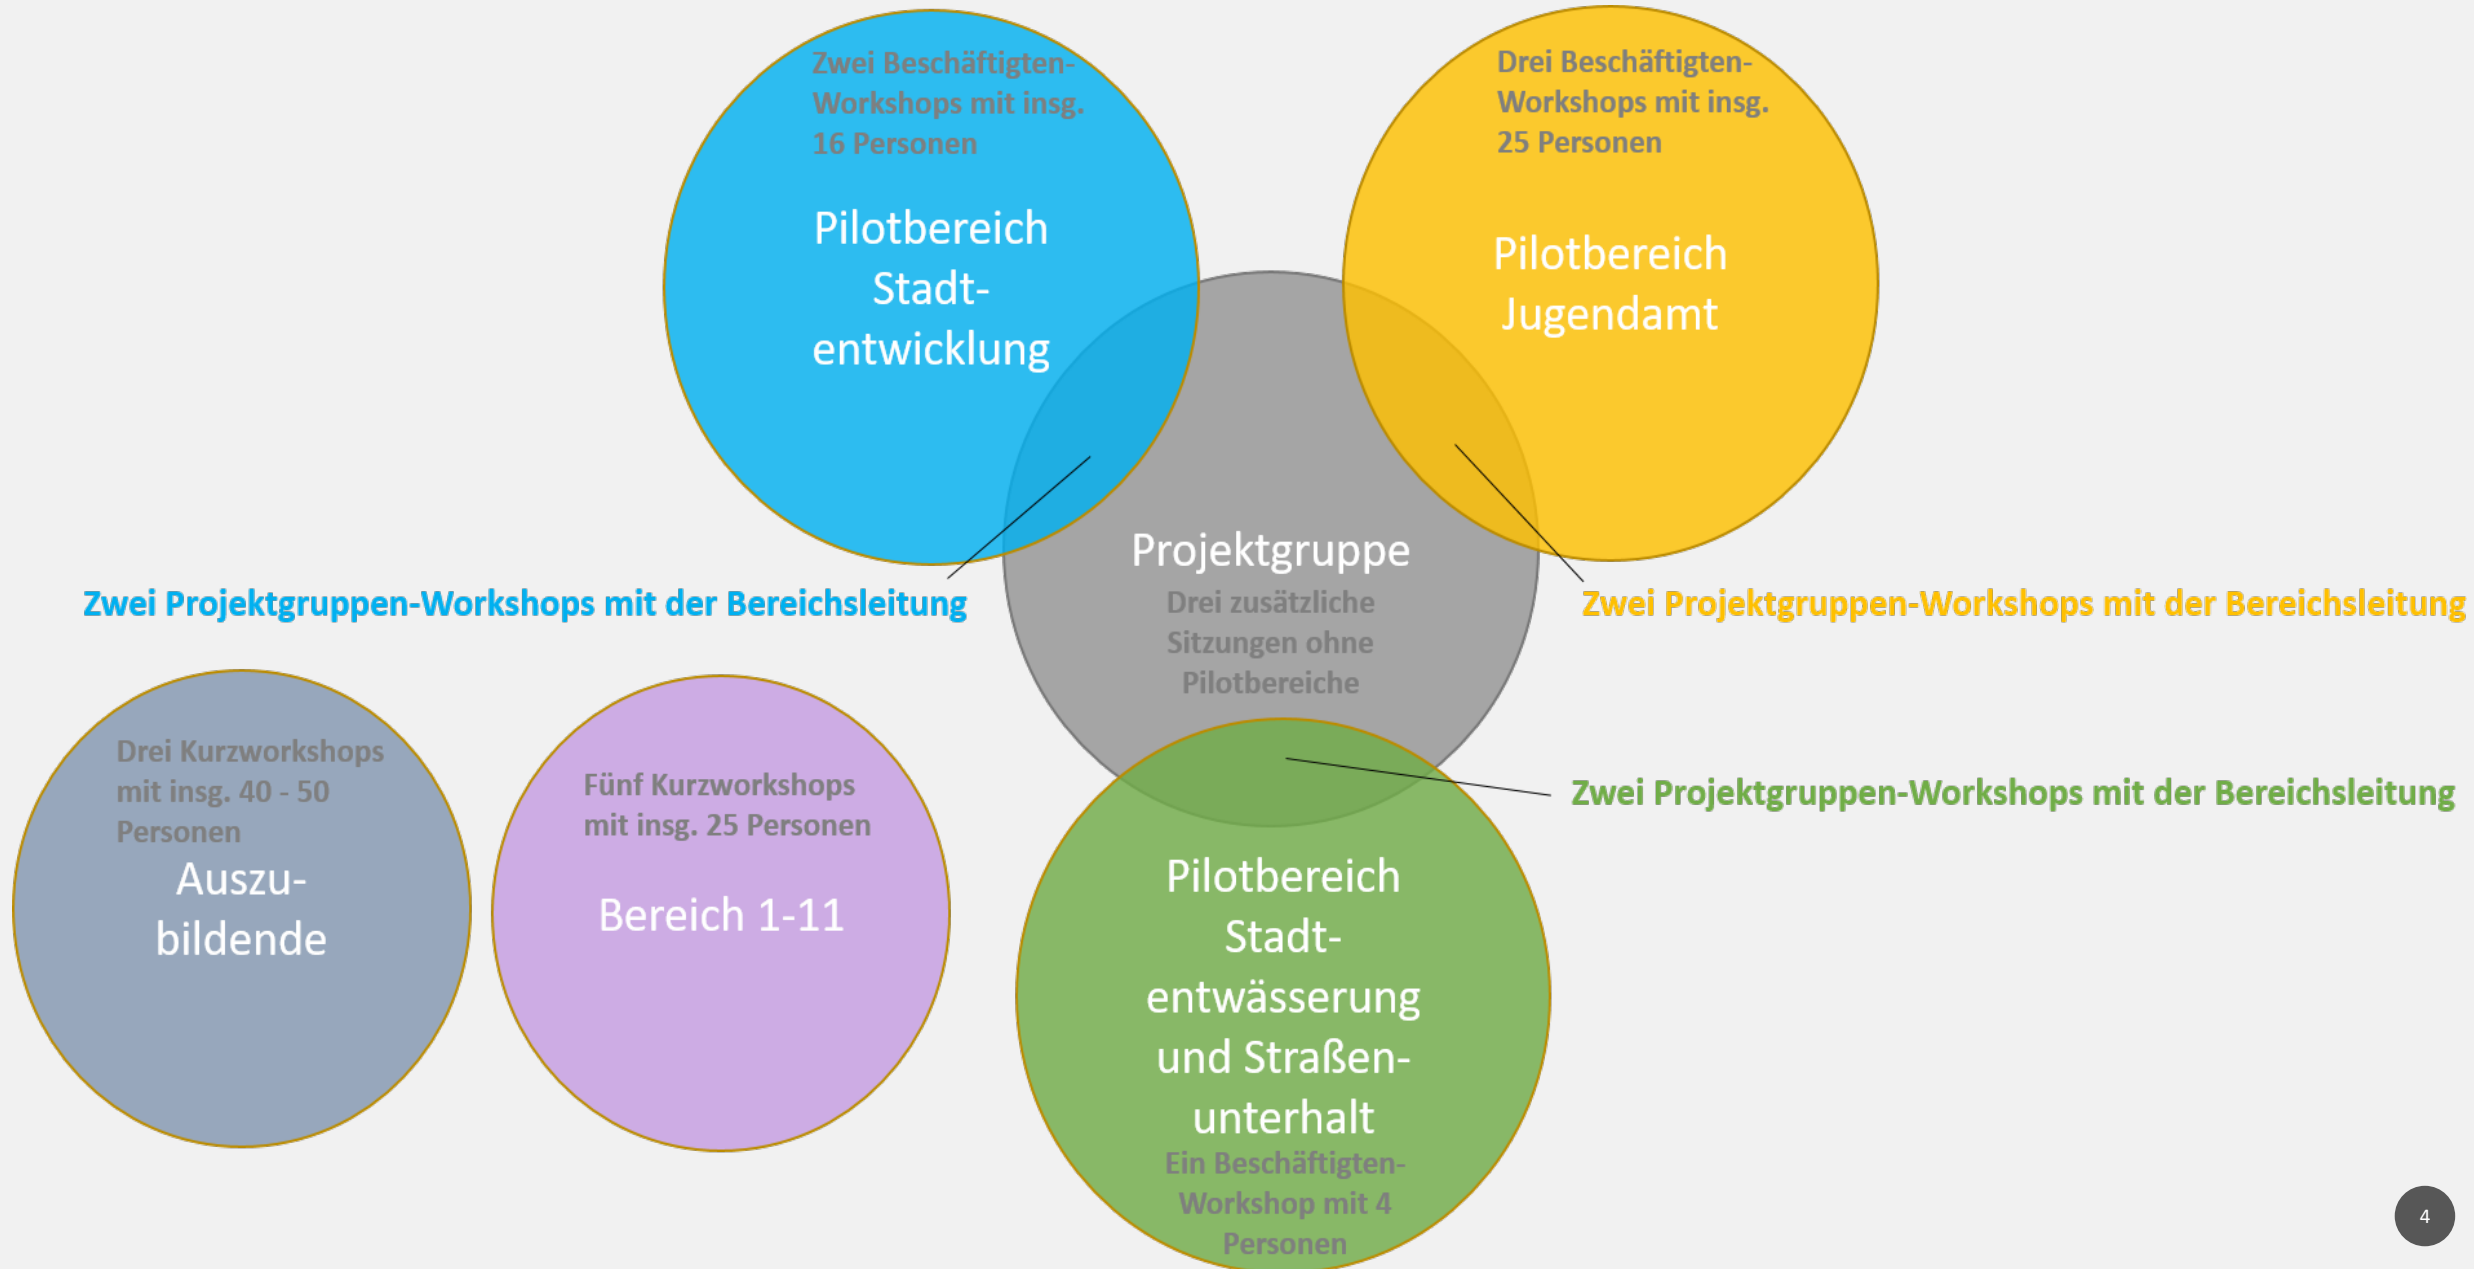 Zwei Beschäftigten-
Workshops mit insg.
16 Personen
Pilotbereich
Stadt-
entwicklung
Drei Beschäftigten-
Workshops mit insg.
25 Personen
Pilotbereich
Jugendamt
Projektgruppe
Drei zusätzliche
Sitzungen ohne
Pilotbereiche
Zwei Projektgruppen-Workshops mit der Bereichsleitung
Zwei Projektgruppen-Workshops mit der Bereichsleitung
Drei Kurzworkshops
mit insg. 40 - 50
Personen
Auszu-
bildende
Fünf Kurzworkshops
mit insg. 25 Personen
Bereich 1-11
Zwei Projektgruppen-Workshops mit der Bereichsleitung
Pilotbereich
Stadt-
entwässerung
und Straßen-
unterhalt
Ein Beschäftigten-
Workshop mit 4
Personen
4